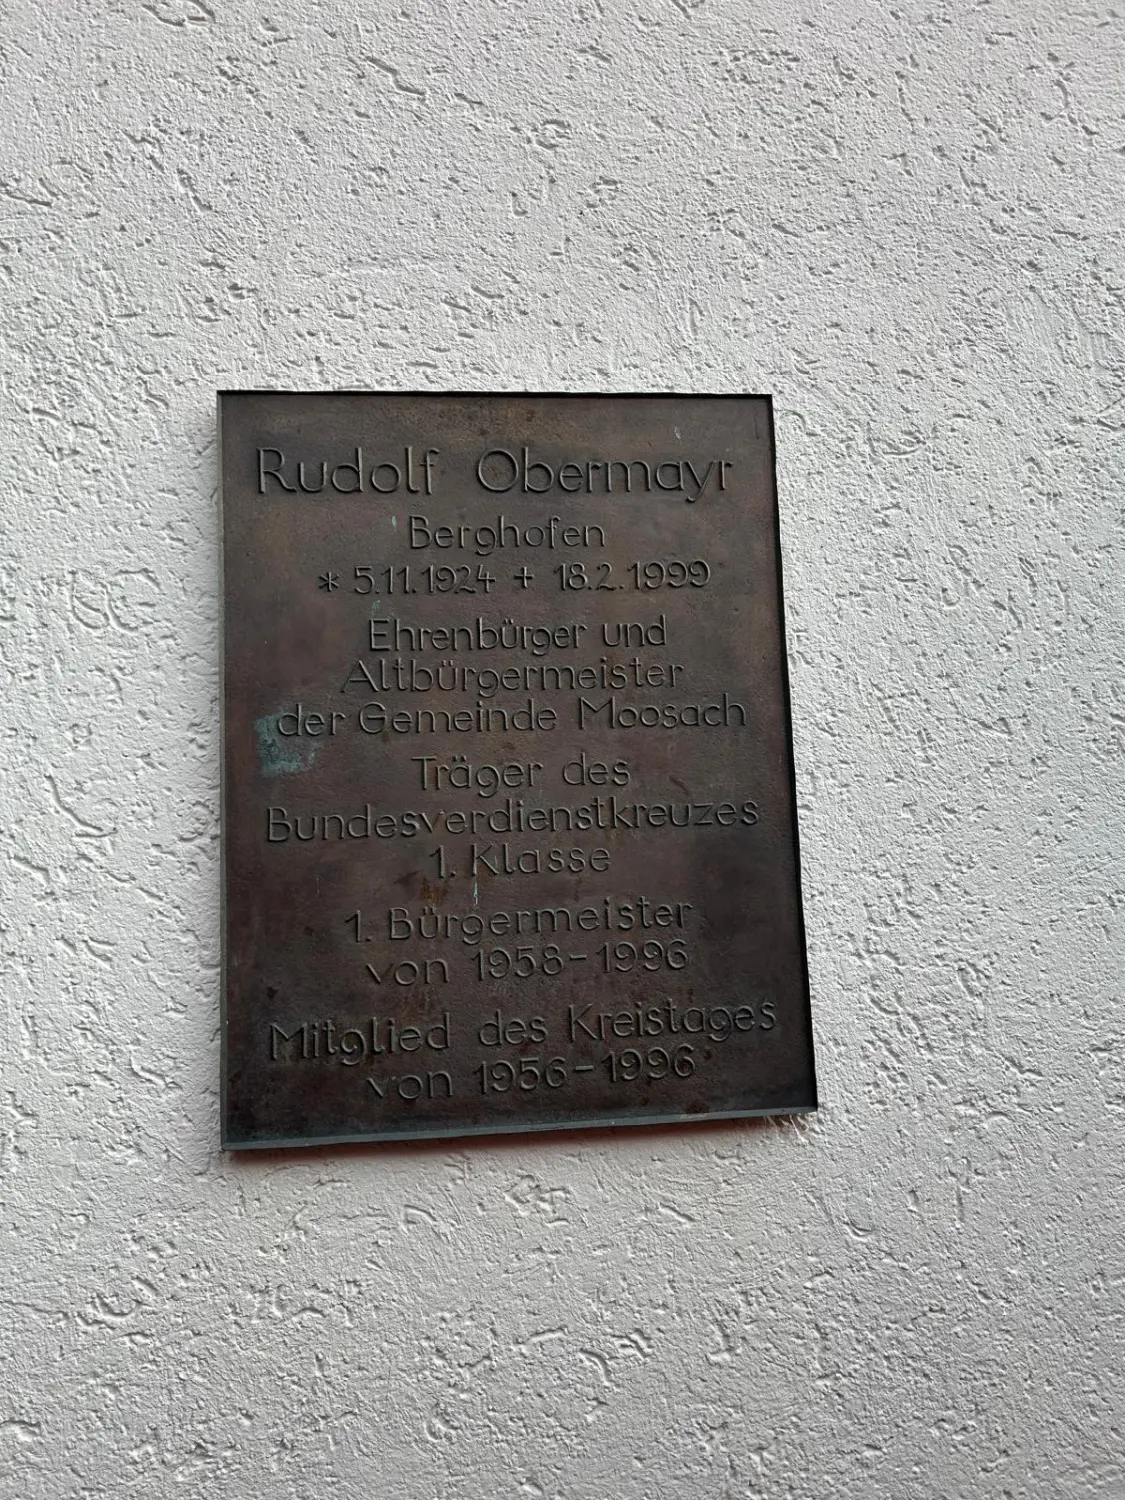 Rudolf Obermayr
Berghofen
* 5.11.1924 + 18.2.1999
Ehrenbürger und
Altbürgermeister
der Gemeinde Moosach
Träger des
Bundesverdienstkreuzes
1. Klasse
1. Bürgermeister
von 1958-1996
Mitglied des Kreistages
von 1956-1996